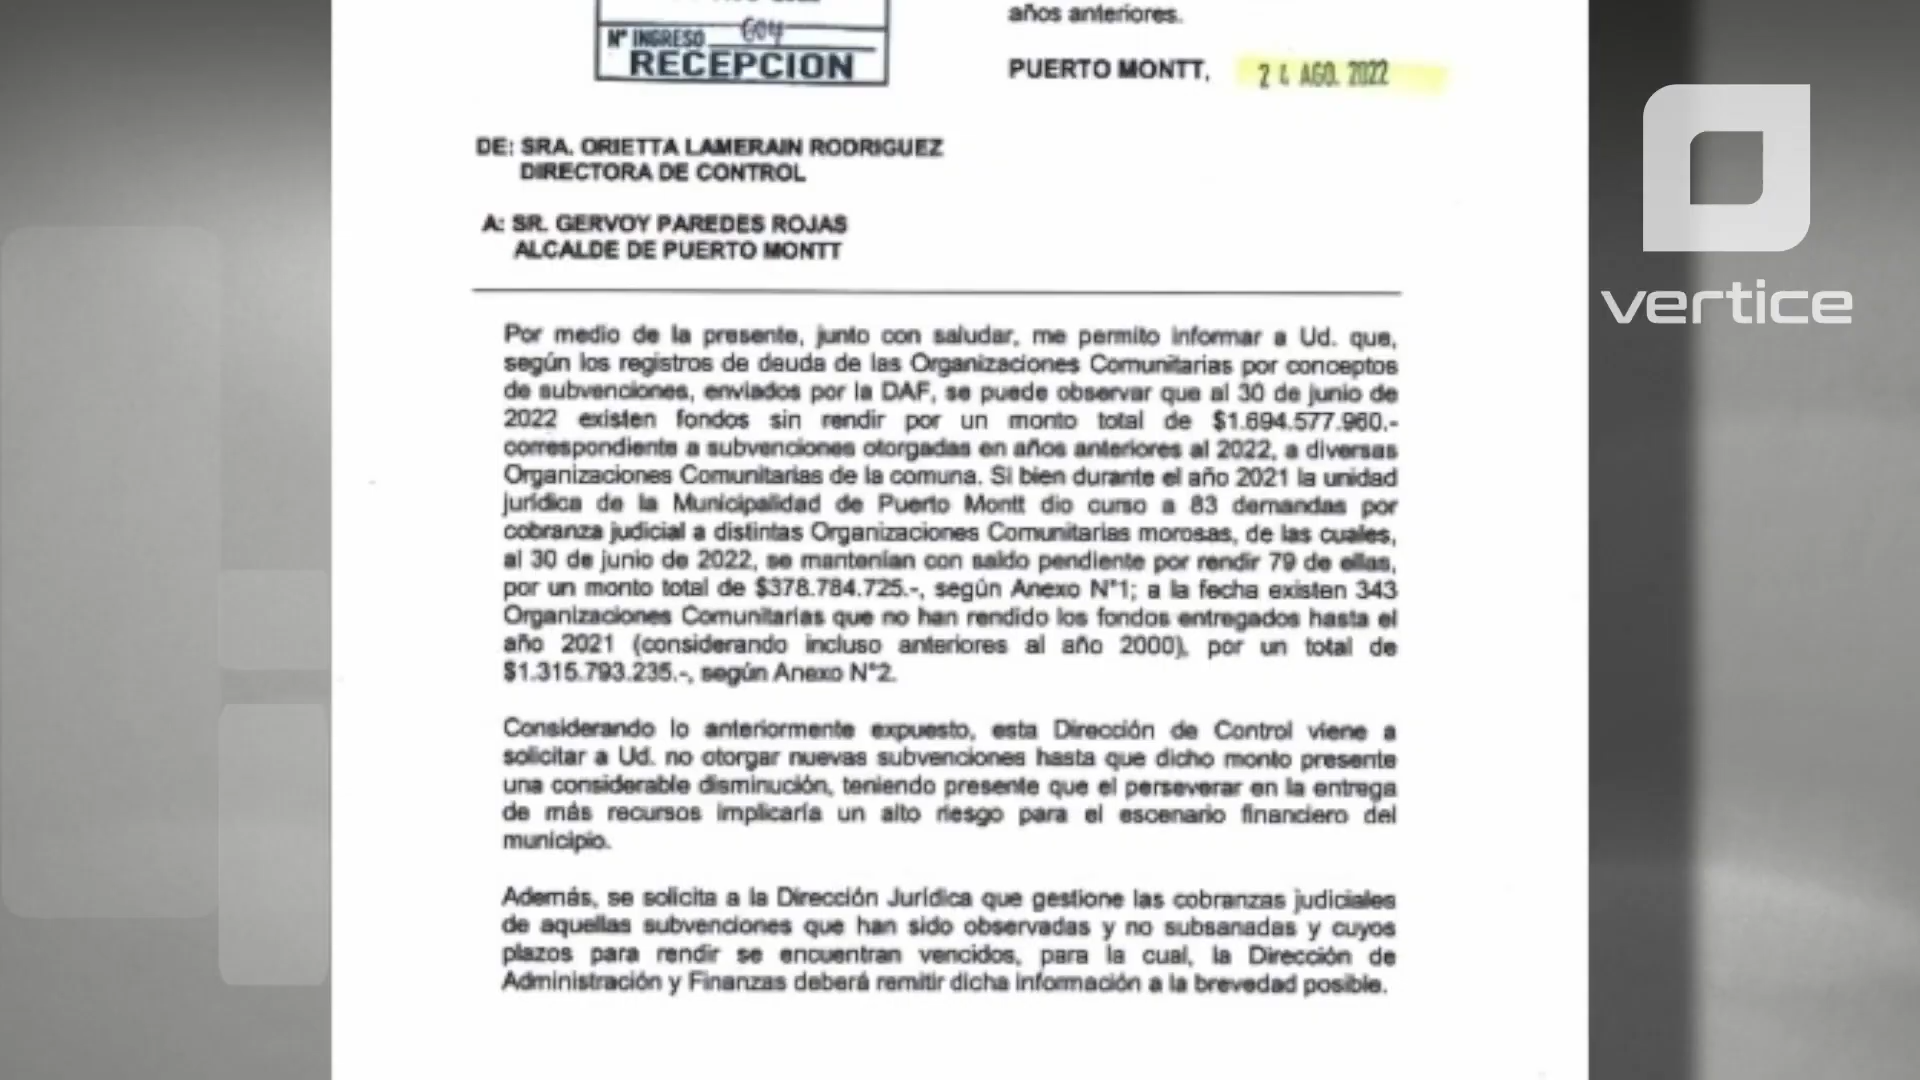 años anteriores.
Nº INGRESO 604
RECEPCION
PUERTO MONTT,
AGO. 2022
DE: SRA. ORIETTA LAMERAIN RODRIGUEZ
DIRECTORA DE CONTROL
A: SR. GERVOY PAREDES ROJAS
ALCALDE DE PUERTO MONTT
Por medio de la presente, junto con saludar, me permito informar a Ud. que,
según los registros de deuda de las Organizaciones Comunitarias por conceptos
de subvenciones, enviados por la DAF, se puede observar que al 30 de junio de
2022 existen fondos sin rendir por un monto total de $1.694.577.960.-
correspondiente a subvenciones otorgadas en años anteriores al 2022, a diversas
Organizaciones Comunitarias de la comuna. Si bien durante el año 2021 la unidad
jurídica de la Municipalidad de Puerto Montt dio curso a 83 demandas por
cobranza judicial a distintas Organizaciones Comunitarias morosas, de las cuales,
al 30 de junio de 2022, se mantenían con saldo pendiente por rendir 79 de ellas,
por un monto total de $378.784.725.-, según Anexo N°1; a la fecha existen 343
Organizaciones Comunitarias que no han rendido los fondos entregados hasta el
año 2021 (considerando incluso anteriores al año 2000), por un total de
$1.315.793.235.-, según Anexo N°2.
Considerando lo anteriormente expuesto, esta Dirección de Control viene a
solicitar a Ud. no otorgar nuevas subvenciones hasta que dicho monto presente
una considerable disminución, teniendo presente que el perseverar en la entrega
de más recursos implicaría un alto riesgo para el escenario financiero del
municipio.
Además, se solicita a la Dirección Jurídica que gestione las cobranzas judiciales
de aquellas subvenciones que han sido observadas y no subsanadas y cuyos
plazos para rendir se encuentran vencidos, para la cual, la Dirección de
Administración y Finanzas deberá remitir dicha información a la brevedad posible.
vertice